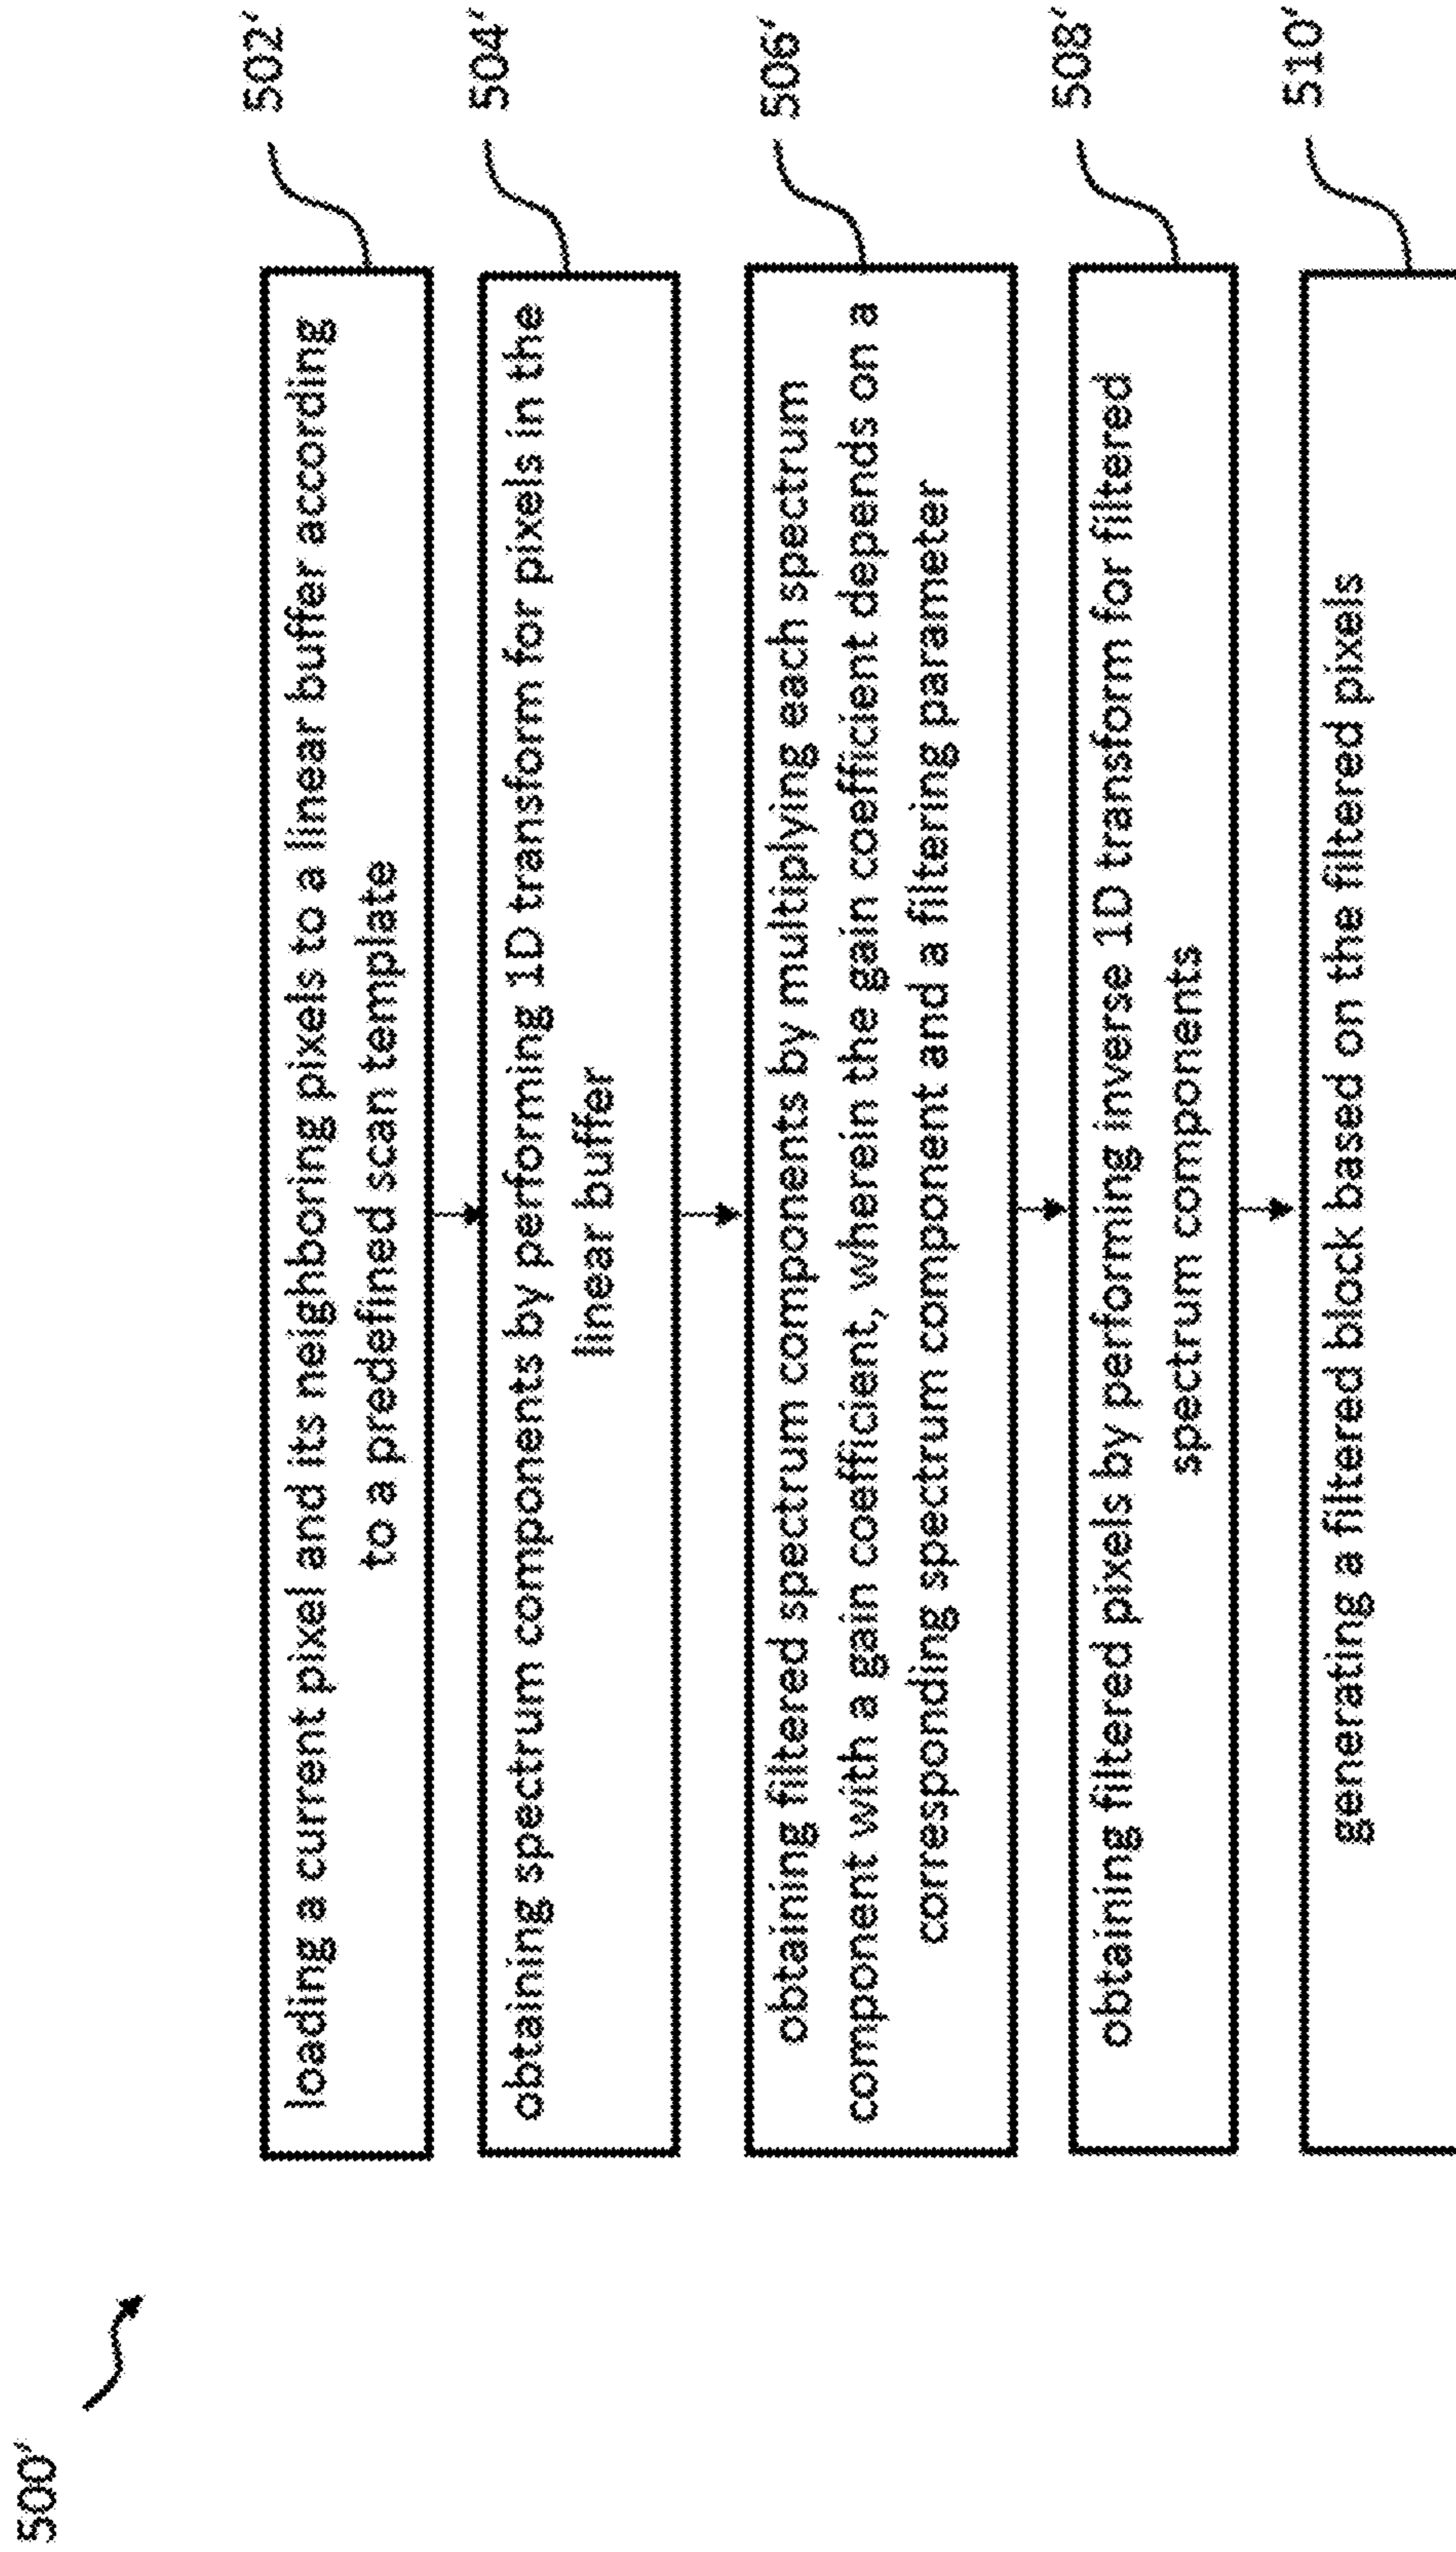 500′
loading a current pixel and its neighboring pixels to a linear buffer according
to a predefined scan template
502′
obtaining spectrum components by performing 1D transform for pixels in the
linear buffer
504′
obtaining filtered spectrum components by multiplying each spectrum
component with a gain coefficient, wherein the gain coefficient depends on a
corresponding spectrum component and a filtering parameter
506′
obtaining filtered pixels by performing inverse 1D transform for filtered
spectrum components
508′
generating a filtered block based on the filtered pixels
510′